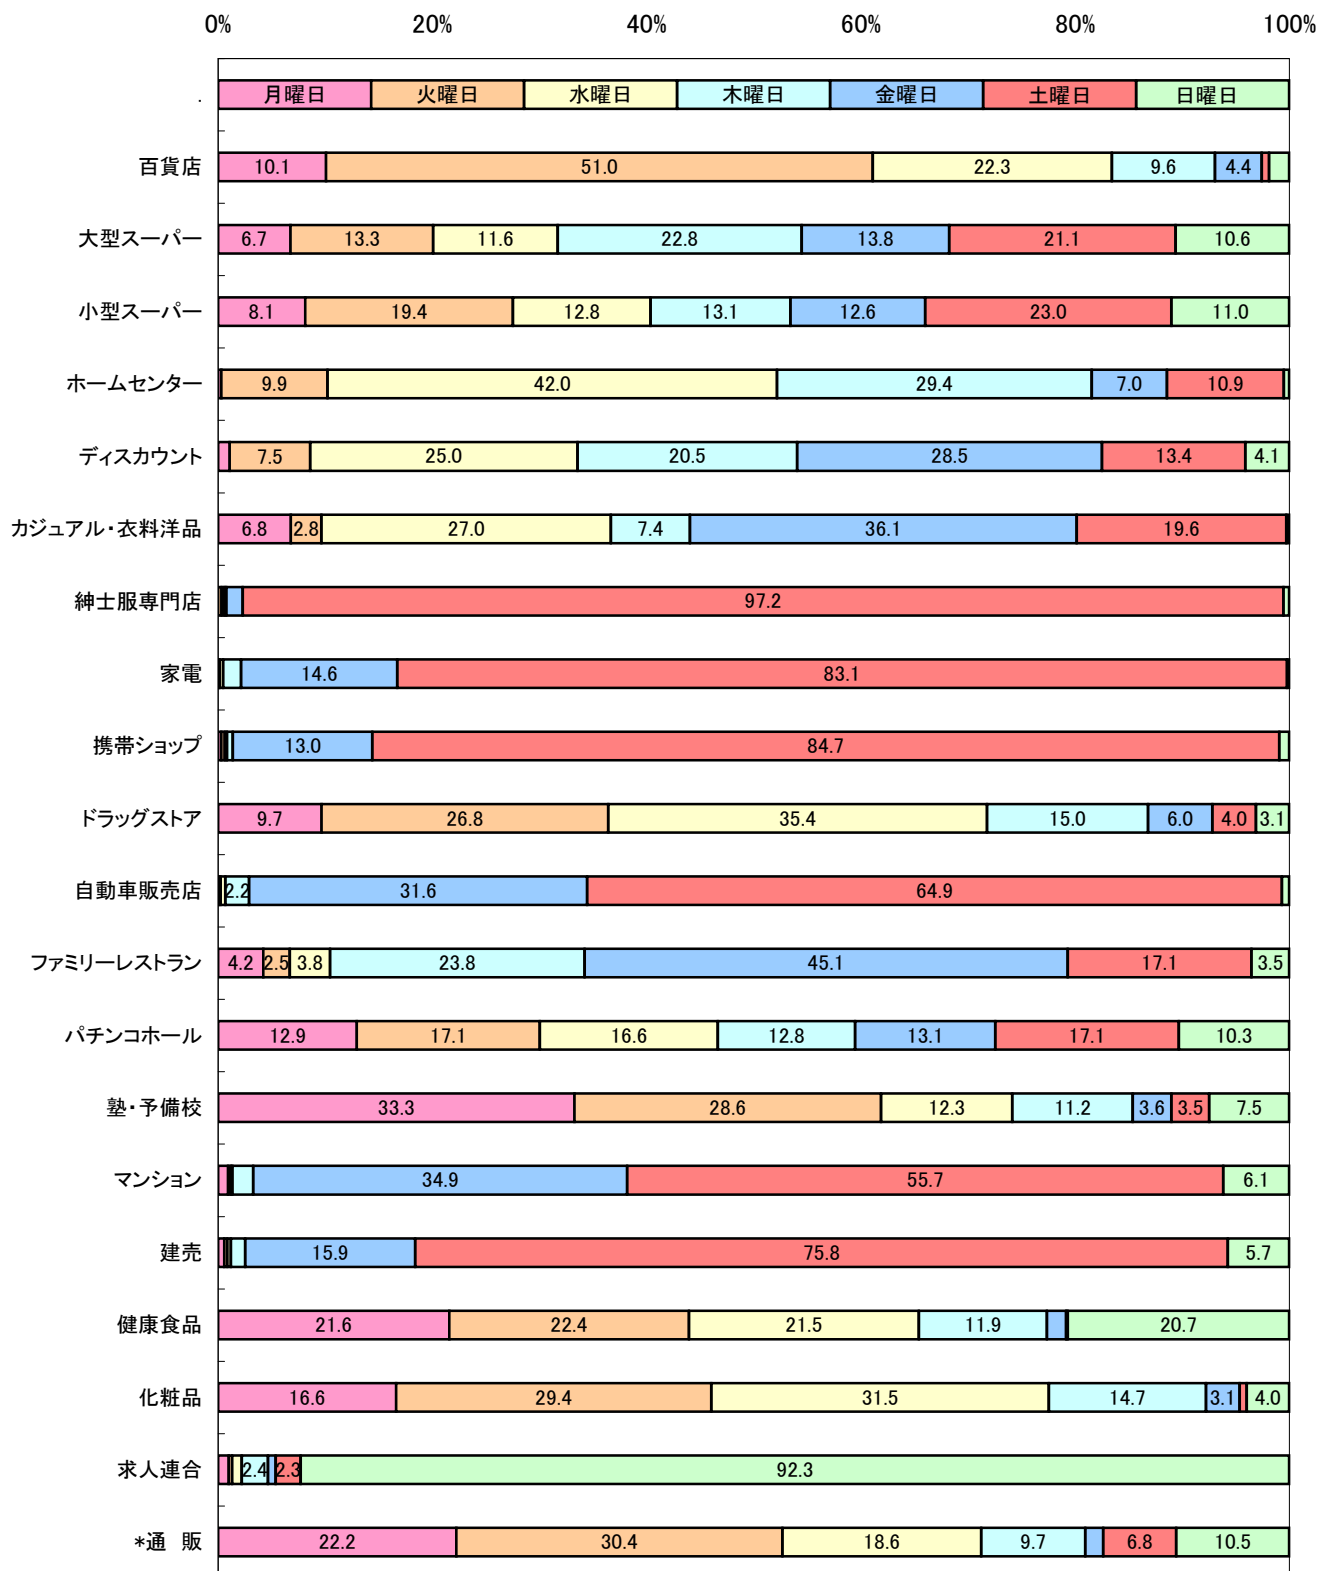 0% 20% 40% 60% 80% 100%
. 月曜日 火曜日 水曜日 木曜日 金曜日 土曜日 日曜日
百貨店 10.1 51.0 22.3 9.6 4.4
大型スーパー 6.7 13.3 11.6 22.8 13.8 21.1 10.6
小型スーパー 8.1 19.4 12.8 13.1 12.6 23.0 11.0
ホームセンター 9.9 42.0 29.4 7.0 10.9
ディスカウント 7.5 25.0 20.5 28.5 13.4 4.1
カジュアル・衣料洋品 6.8 2.8 27.0 7.4 36.1 19.6
紳士服専門店 97.2
家電 14.6 83.1
携帯ショップ 13.0 84.7
ドラッグストア 9.7 26.8 35.4 15.0 6.0 4.0 3.1
自動車販売店 2.2 31.6 64.9
ファミリーレストラン 4.2 2.5 3.8 23.8 45.1 17.1 3.5
パチンコホール 12.9 17.1 16.6 12.8 13.1 17.1 10.3
塾・予備校 33.3 28.6 12.3 11.2 3.6 3.5 7.5
マンション 34.9 55.7 6.1
建売 15.9 75.8 5.7
健康食品 21.6 22.4 21.5 11.9 20.7
化粧品 16.6 29.4 31.5 14.7 3.1 4.0
求人連合 2.4 2.3 92.3
*通 販 22.2 30.4 18.6 9.7 6.8 10.5